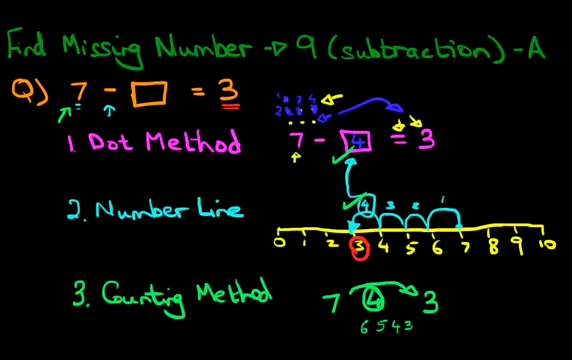 Find Missing Number → 9 (subtraction) - A
Q) 7 - □ = 3
1. Dot Method
7 - 4 = 3
2. Number Line
4 3 2 1
0 1 2 3 4 5 6 7 8 9 10
3. Counting Method
7 4 3
6 5 4 3